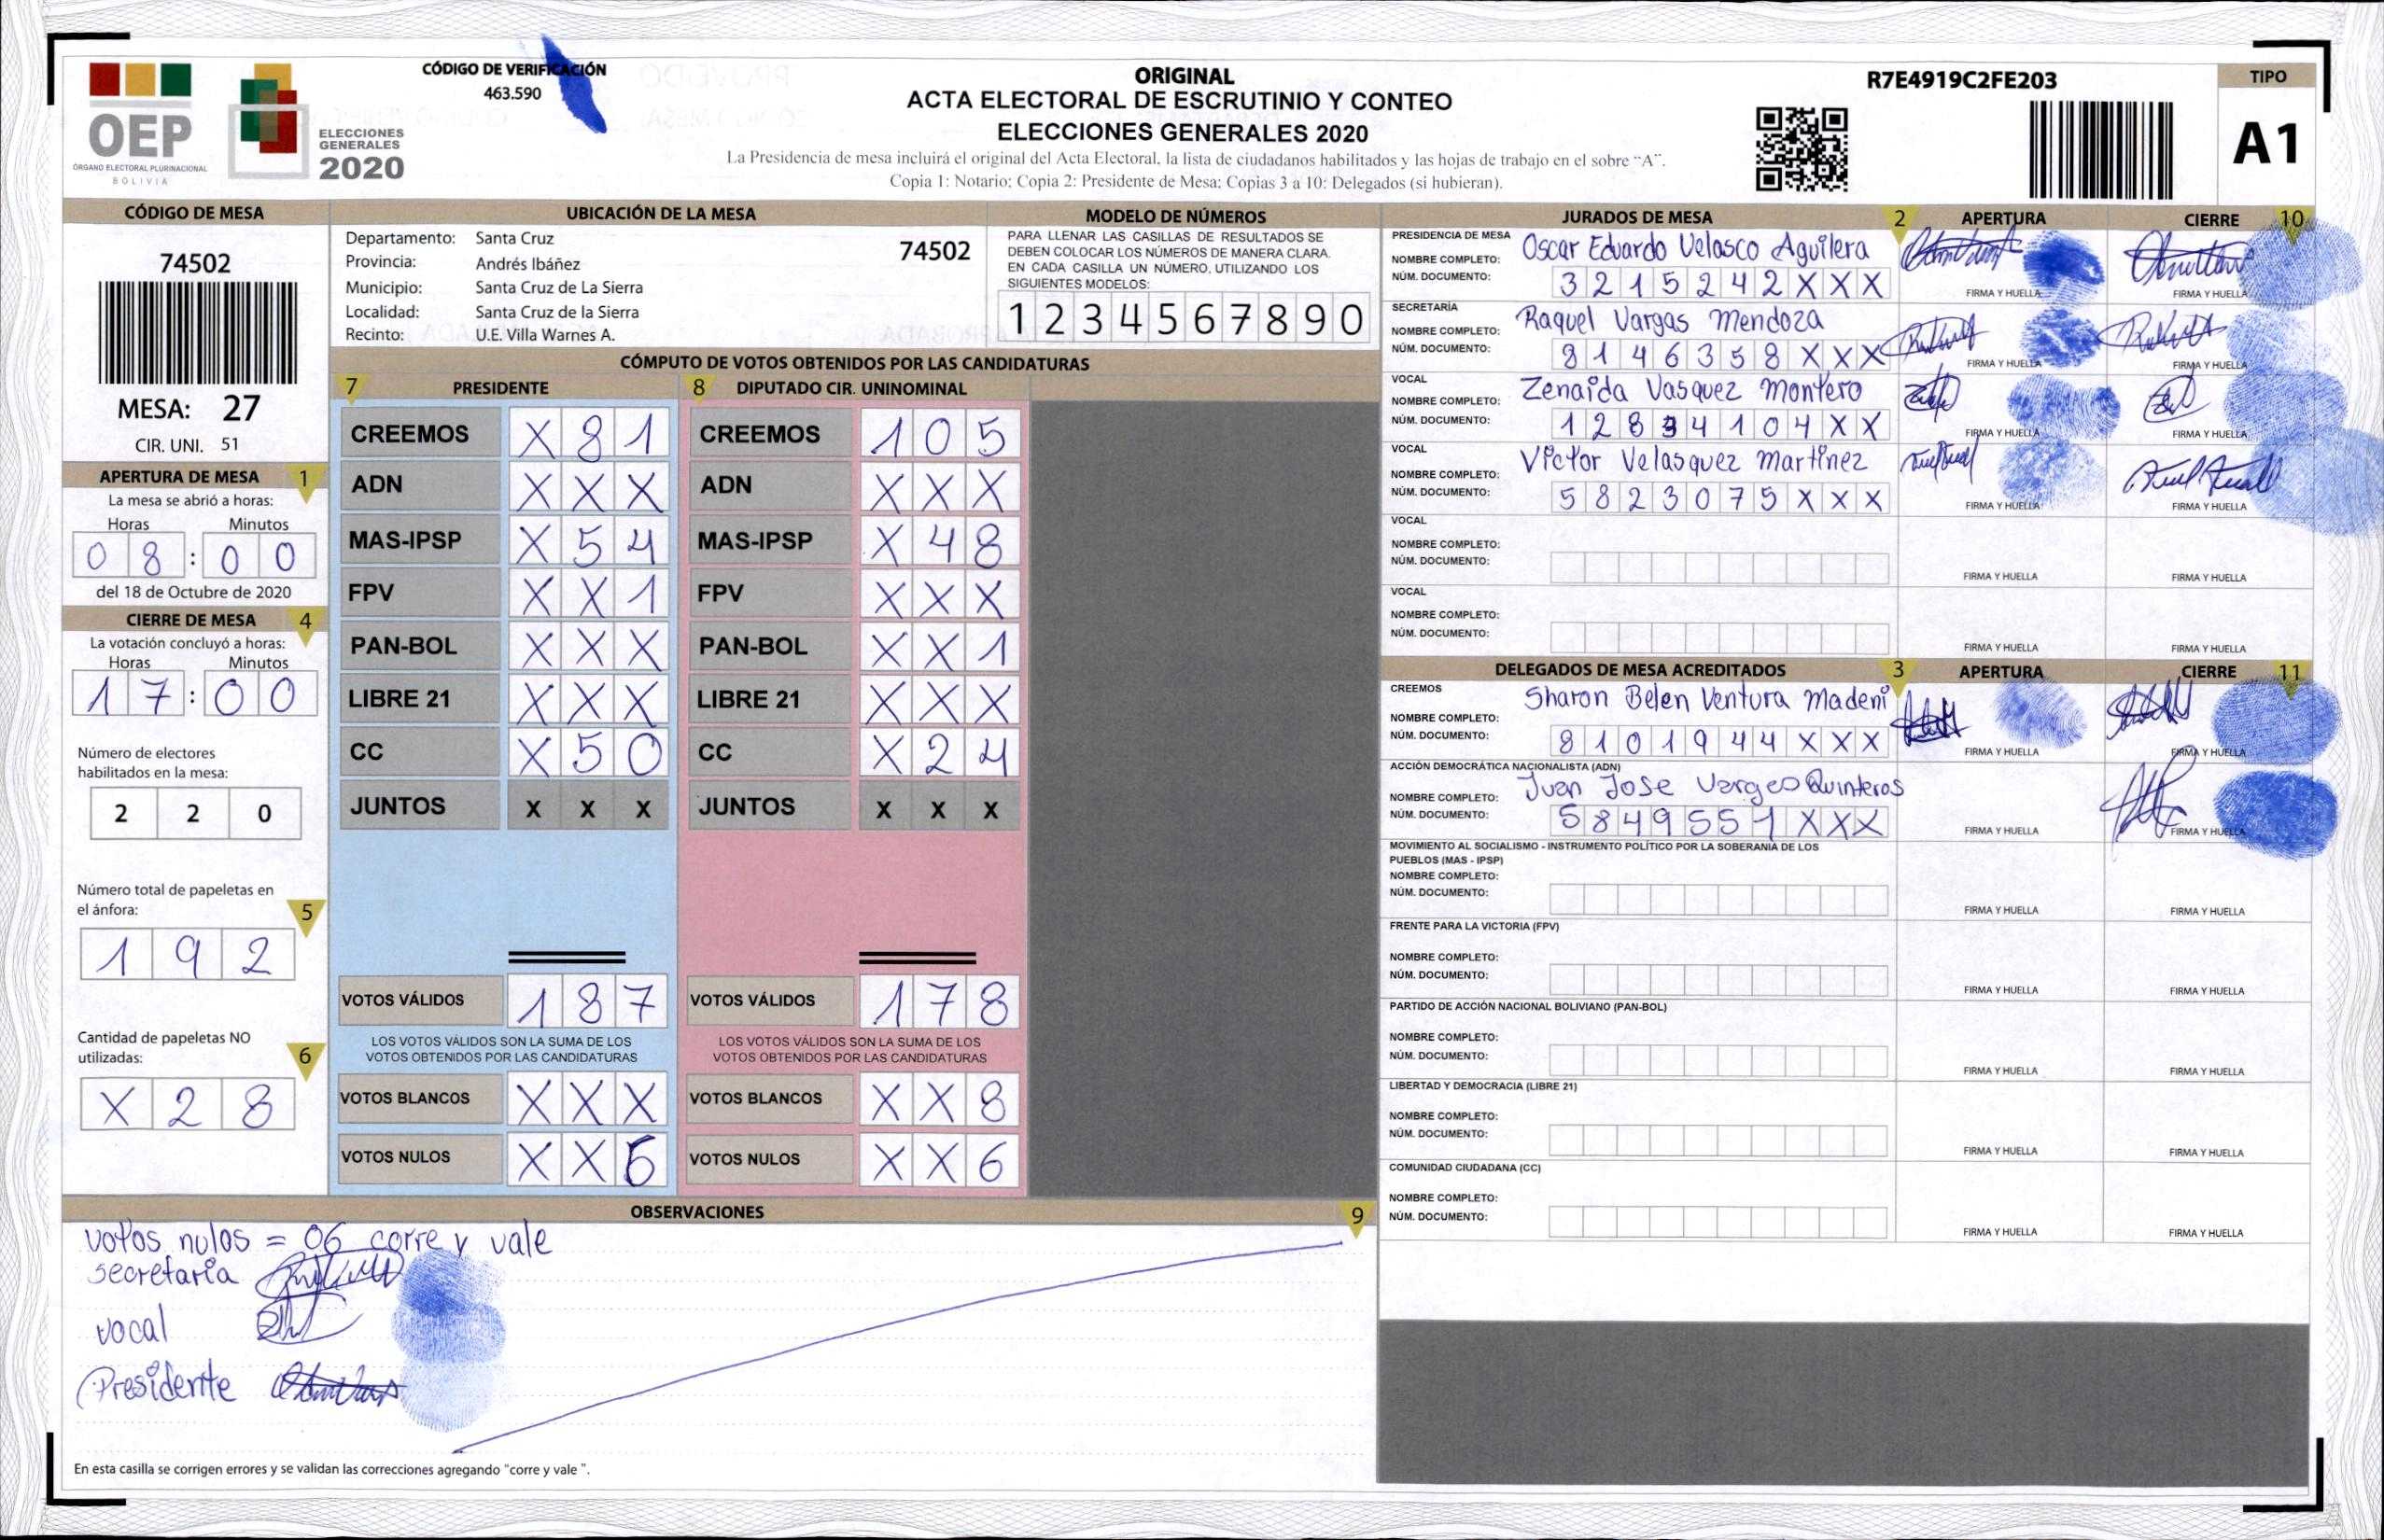 OEP
ÓRGANO ELECTORAL PLURINACIONAL
BOLIVIA
ELECCIONES
GENERALES
2020
CÓDIGO DE VERIFICACIÓN
463.590
ORIGINAL
ACTA ELECTORAL DE ESCRUTINIO Y CONTEO
ELECCIONES GENERALES 2020
La Presidencia de mesa incluirá el original del Acta Electoral, la lista de ciudadanos habilitados y las hojas de trabajo en el sobre "A".
Copia 1: Notario; Copia 2: Presidente de Mesa; Copias 3 a 10: Delegados (si hubieran).
R7E4919C2FE203
TIPO
A1
CÓDIGO DE MESA
74502
MESA: 27
CIR. UNI. 51
APERTURA DE MESA 1
La mesa se abrió a horas:
Horas Minutos
0 8 : 0 0
del 18 de Octubre de 2020
CIERRE DE MESA 4
La votación concluyó a horas:
Horas Minutos
1 7 : 0 0
Número de electores
habilitados en la mesa:
2 2 0
Número total de papeletas en
el ánfora: 5
1 9 2
Cantidad de papeletas NO
utilizadas: 6
X 2 8
UBICACIÓN DE LA MESA
Departamento: Santa Cruz 74502
Provincia: Andrés Ibáñez
Municipio: Santa Cruz de La Sierra
Localidad: Santa Cruz de la Sierra
Recinto: U.E. Villa Warnes A.
MODELO DE NÚMEROS
PARA LLENAR LAS CASILLAS DE RESULTADOS SE
DEBEN COLOCAR LOS NÚMEROS DE MANERA CLARA.
EN CADA CASILLA UN NÚMERO, UTILIZANDO LOS
SIGUIENTES MODELOS:
1 2 3 4 5 6 7 8 9 0
CÓMPUTO DE VOTOS OBTENIDOS POR LAS CANDIDATURAS
7 PRESIDENTE 8 DIPUTADO CIR. UNINOMINAL
CREEMOS X 8 1 CREEMOS 1 0 5
ADN X X X ADN X X X
MAS-IPSP X 5 4 MAS-IPSP X 4 8
FPV X X 1 FPV X X X
PAN-BOL X X X PAN-BOL X X 1
LIBRE 21 X X X LIBRE 21 X X X
CC X 5 0 CC X 2 4
JUNTOS X X X JUNTOS X X X
VOTOS VÁLIDOS 1 8 7 VOTOS VÁLIDOS 1 7 8
LOS VOTOS VÁLIDOS SON LA SUMA DE LOS LOS VOTOS VÁLIDOS SON LA SUMA DE LOS
VOTOS OBTENIDOS POR LAS CANDIDATURAS VOTOS OBTENIDOS POR LAS CANDIDATURAS
VOTOS BLANCOS X X X VOTOS BLANCOS X X 8
VOTOS NULOS X X 6 VOTOS NULOS X X 6
OBSERVACIONES 9
votos nulos = 06 corre y vale
secretaria
vocal
Presidente
En esta casilla se corrigen errores y se validan las correcciones agregando "corre y vale ".
JURADOS DE MESA 2 APERTURA CIERRE 10
PRESIDENCIA DE MESA
NOMBRE COMPLETO: Oscar Eduardo Velasco Aguilera
NÚM. DOCUMENTO: 3 2 1 5 2 4 2 X X X FIRMA Y HUELLA FIRMA Y HUELLA
SECRETARÍA
NOMBRE COMPLETO: Raquel Vargas Mendoza
NÚM. DOCUMENTO: 8 1 4 6 3 5 8 X X X FIRMA Y HUELLA FIRMA Y HUELLA
VOCAL
NOMBRE COMPLETO: Zenaida Vasquez Montero
NÚM. DOCUMENTO: 1 2 8 3 4 1 0 4 X X FIRMA Y HUELLA FIRMA Y HUELLA
VOCAL
NOMBRE COMPLETO: Victor Velasquez Martinez
NÚM. DOCUMENTO: 5 8 2 3 0 7 5 X X X FIRMA Y HUELLA FIRMA Y HUELLA
VOCAL
NOMBRE COMPLETO:
NÚM. DOCUMENTO: FIRMA Y HUELLA FIRMA Y HUELLA
VOCAL
NOMBRE COMPLETO:
NÚM. DOCUMENTO: FIRMA Y HUELLA FIRMA Y HUELLA
DELEGADOS DE MESA ACREDITADOS 3 APERTURA CIERRE 11
CREEMOS
NOMBRE COMPLETO: Sharon Belen Ventura Madeni
NÚM. DOCUMENTO: 8 1 0 1 9 4 4 X X X FIRMA Y HUELLA FIRMA Y HUELLA
ACCIÓN DEMOCRÁTICA NACIONALISTA (ADN)
NOMBRE COMPLETO: Juan Jose Vargas Quinteros
NÚM. DOCUMENTO: 5 8 4 9 5 5 1 X X X FIRMA Y HUELLA FIRMA Y HUELLA
MOVIMIENTO AL SOCIALISMO - INSTRUMENTO POLÍTICO POR LA SOBERANÍA DE LOS
PUEBLOS (MAS - IPSP)
NOMBRE COMPLETO:
NÚM. DOCUMENTO: FIRMA Y HUELLA FIRMA Y HUELLA
FRENTE PARA LA VICTORIA (FPV)
NOMBRE COMPLETO:
NÚM. DOCUMENTO: FIRMA Y HUELLA FIRMA Y HUELLA
PARTIDO DE ACCIÓN NACIONAL BOLIVIANO (PAN-BOL)
NOMBRE COMPLETO:
NÚM. DOCUMENTO: FIRMA Y HUELLA FIRMA Y HUELLA
LIBERTAD Y DEMOCRACIA (LIBRE 21)
NOMBRE COMPLETO:
NÚM. DOCUMENTO: FIRMA Y HUELLA FIRMA Y HUELLA
COMUNIDAD CIUDADANA (CC)
NOMBRE COMPLETO:
NÚM. DOCUMENTO: FIRMA Y HUELLA FIRMA Y HUELLA